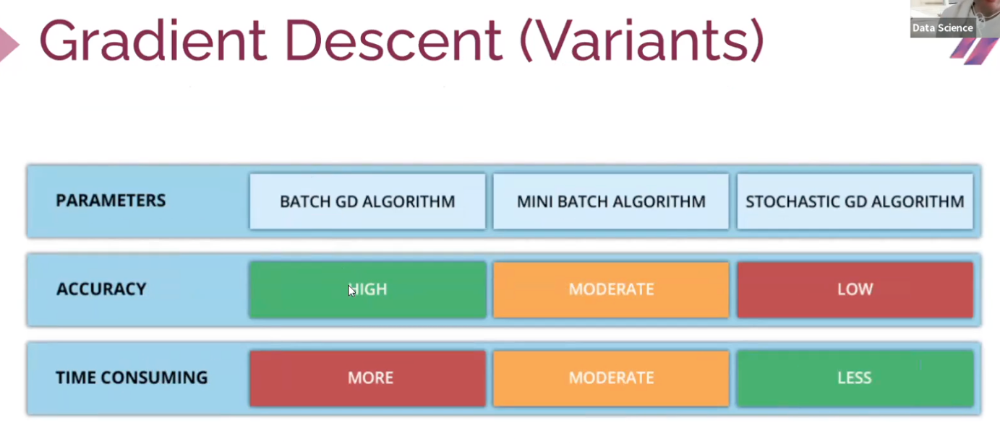 Gradient Descent (Variants)
Data Science
PARAMETERS BATCH GD ALGORITHM MINI BATCH ALGORITHM STOCHASTIC GD ALGORITHM
ACCURACY HIGH MODERATE LOW
TIME CONSUMING MORE MODERATE LESS